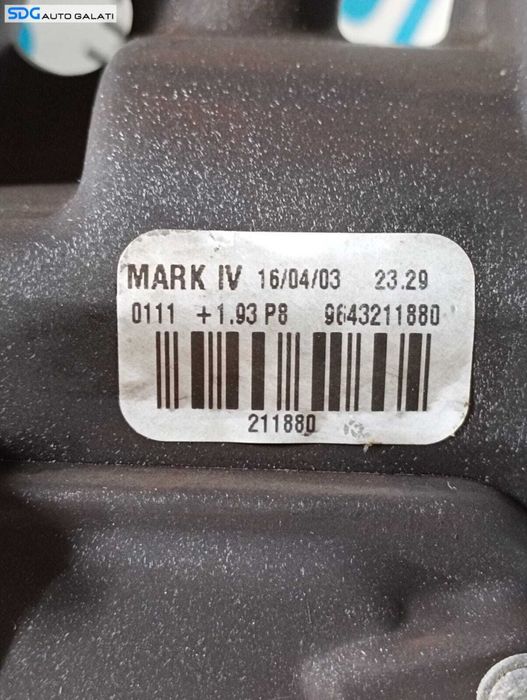 SDG AUTO GALATI
MARK IV 16/04/03 23.29
0111 +1.93 P8 9643211880
211880